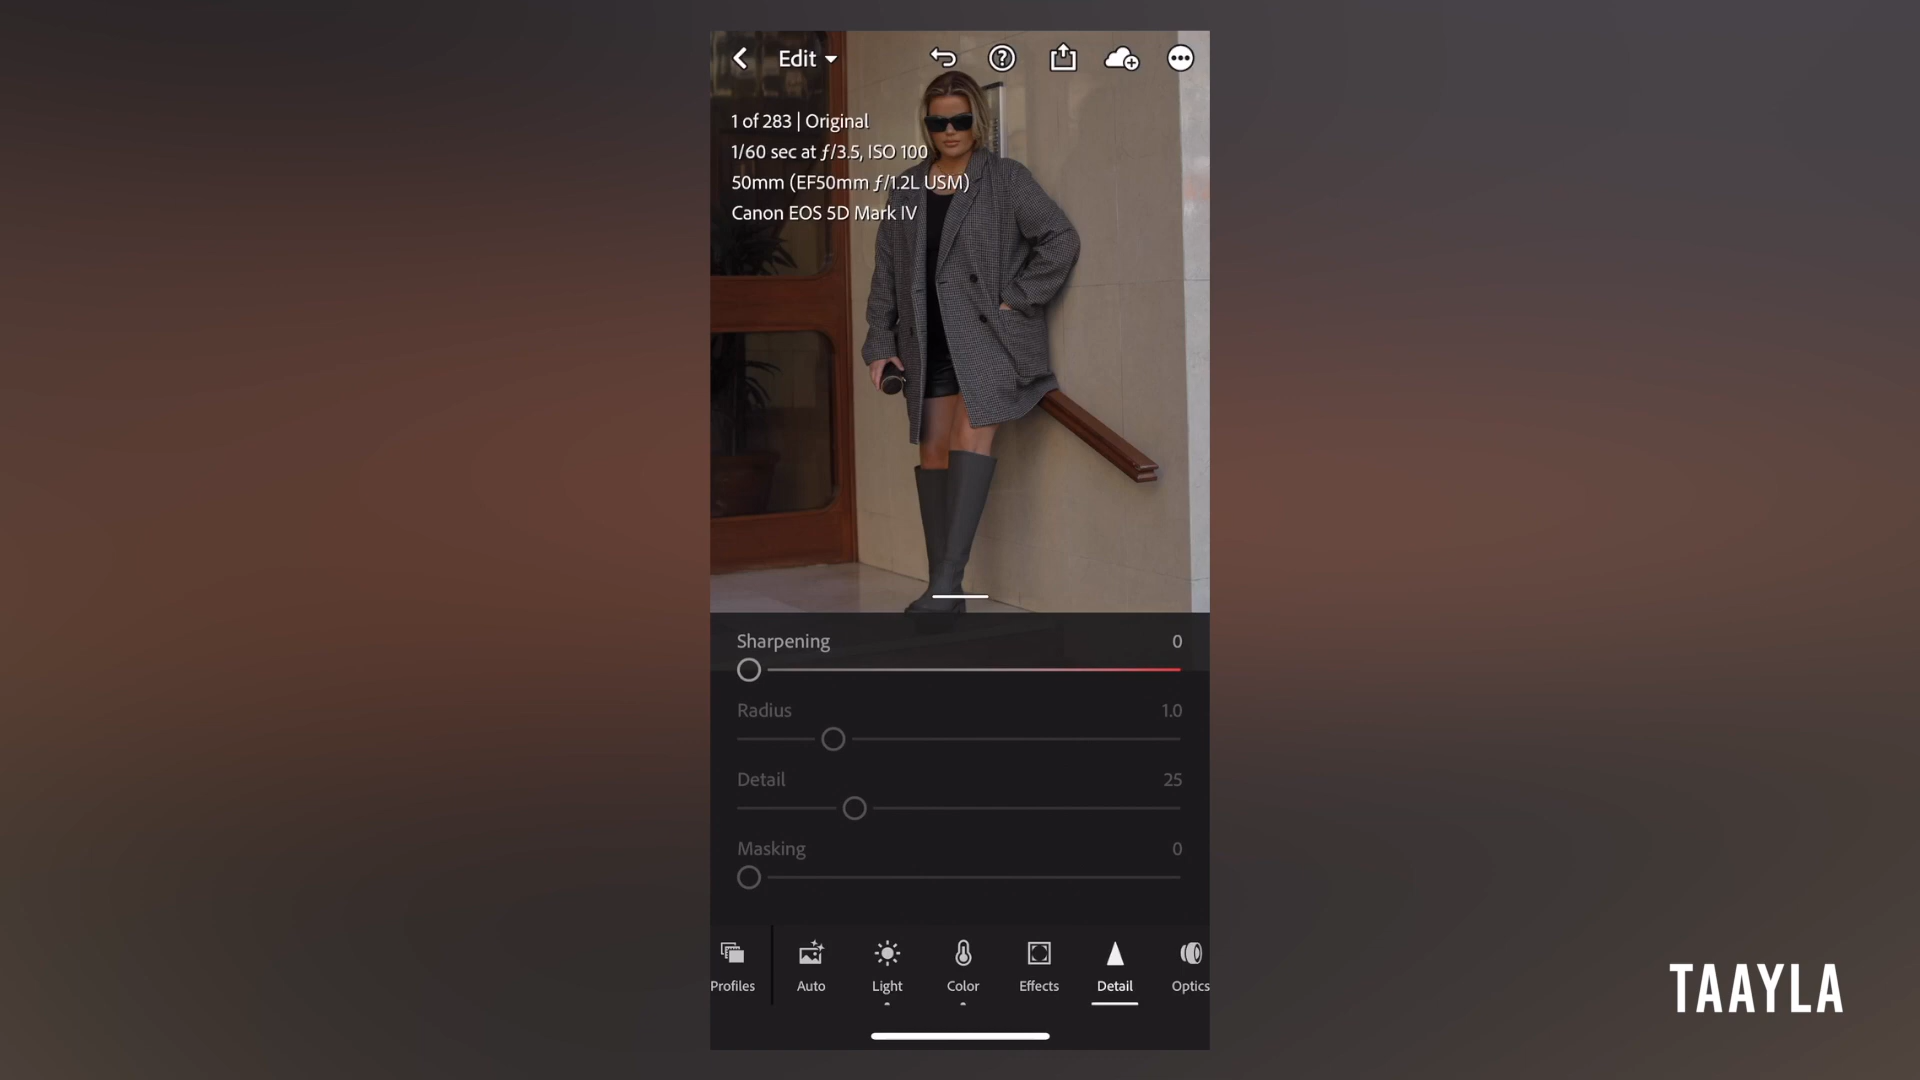 Edit
1 of 283 | Original
1/60 sec at ƒ/3.5, ISO 100
50mm (EF50mm ƒ/1.2L USM)
Canon EOS 5D Mark IV
Sharpening 0
Radius 1.0
Detail 25
Masking 0
Profiles Auto Light Color Effects Detail Optics
TAAYLA